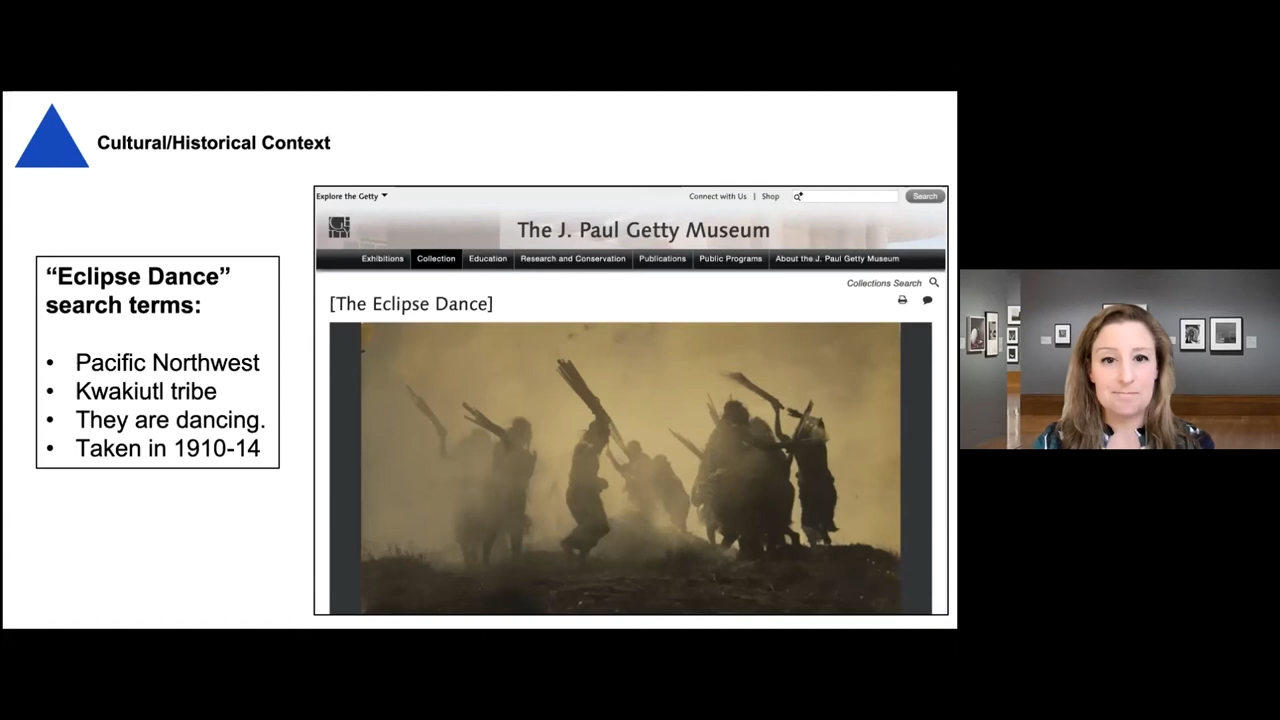 Cultural/Historical Context
“Eclipse Dance”
search terms:
• Pacific Northwest
• Kwakiutl tribe
• They are dancing.
• Taken in 1910-14
Explore the Getty
Connect with Us | Shop
Search
Getty
The J. Paul Getty Museum
Exhibitions
Collection
Education
Research and Conservation
Publications
Public Programs
About the J. Paul Getty Museum
Collections Search
[The Eclipse Dance]